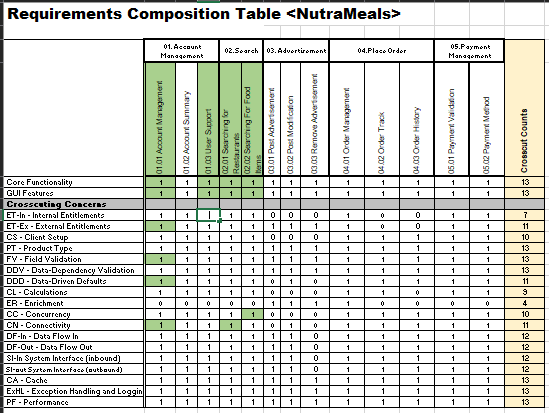 Requirements Composition Table <NutraMeals>
01.Account Management 02.Search 03.Advertisement 04.Place Order 05.Payment Management
01.01 Account Management
01.02 Account Summary
01.03 User Support
02.01 Searching for Restaurants
02.02 Searching For Food Items
03.01 Post Advertisement
03.02 Post Modification
03.03 Remove Advertisement
04.01 Order Management
04.02 Order Track
04.03 Order History
05.01 Payment Validation
05.02 Payment Method
Crosscut Counts
Core Functionality 1 1 1 1 1 1 1 1 1 1 1 1 1 13
GUI Features 1 1 1 1 1 1 1 1 1 1 1 1 1 13
Crosscuting Concerns
ET-In - Internal Entitlements 1 1 1 1 1 0 0 0 1 0 0 1 1 7
ET-Ex - External Entitlements 1 1 1 1 1 1 1 1 1 0 0 1 1 11
CS - Client Setup 1 1 1 1 1 0 0 0 1 1 1 1 1 10
PT - Product Type 1 1 1 1 1 1 1 1 1 1 1 1 1 13
FV - Field Validation 1 1 1 1 1 1 1 1 1 1 1 1 1 13
DDV - Data-Dependency Validation 1 1 1 1 1 1 1 1 1 1 1 1 1 13
DDD - Data-Driven Defaults 1 1 1 1 1 0 1 0 1 1 1 1 1 11
CL - Calculations 1 1 1 1 1 0 1 0 1 0 0 1 1 9
ER - Enrichment 0 0 0 0 0 0 1 0 1 0 0 1 1 4
CC - Concurrency 1 1 1 1 1 0 0 0 1 1 1 1 1 10
CN - Connectivity 1 1 1 1 1 0 1 0 1 1 1 1 1 11
DF-In - Data Flow In 1 1 1 1 1 1 1 0 1 1 1 1 1 12
DF-Out - Data Flow Out 1 1 1 1 1 1 1 0 1 1 1 1 1 12
SI-In System Interface (inbound) 1 1 1 1 1 1 1 0 1 1 1 1 1 12
SI-out System Interface (outbound) 1 1 1 1 1 1 1 0 1 1 1 1 1 12
CA - Cache 1 1 1 1 1 1 1 1 1 1 1 1 1 13
ExHL - Exception Handling and Loggin 1 1 1 1 1 1 1 1 1 1 1 1 1 13
PF - Performance 1 1 1 1 1 1 1 1 1 1 1 1 1 13